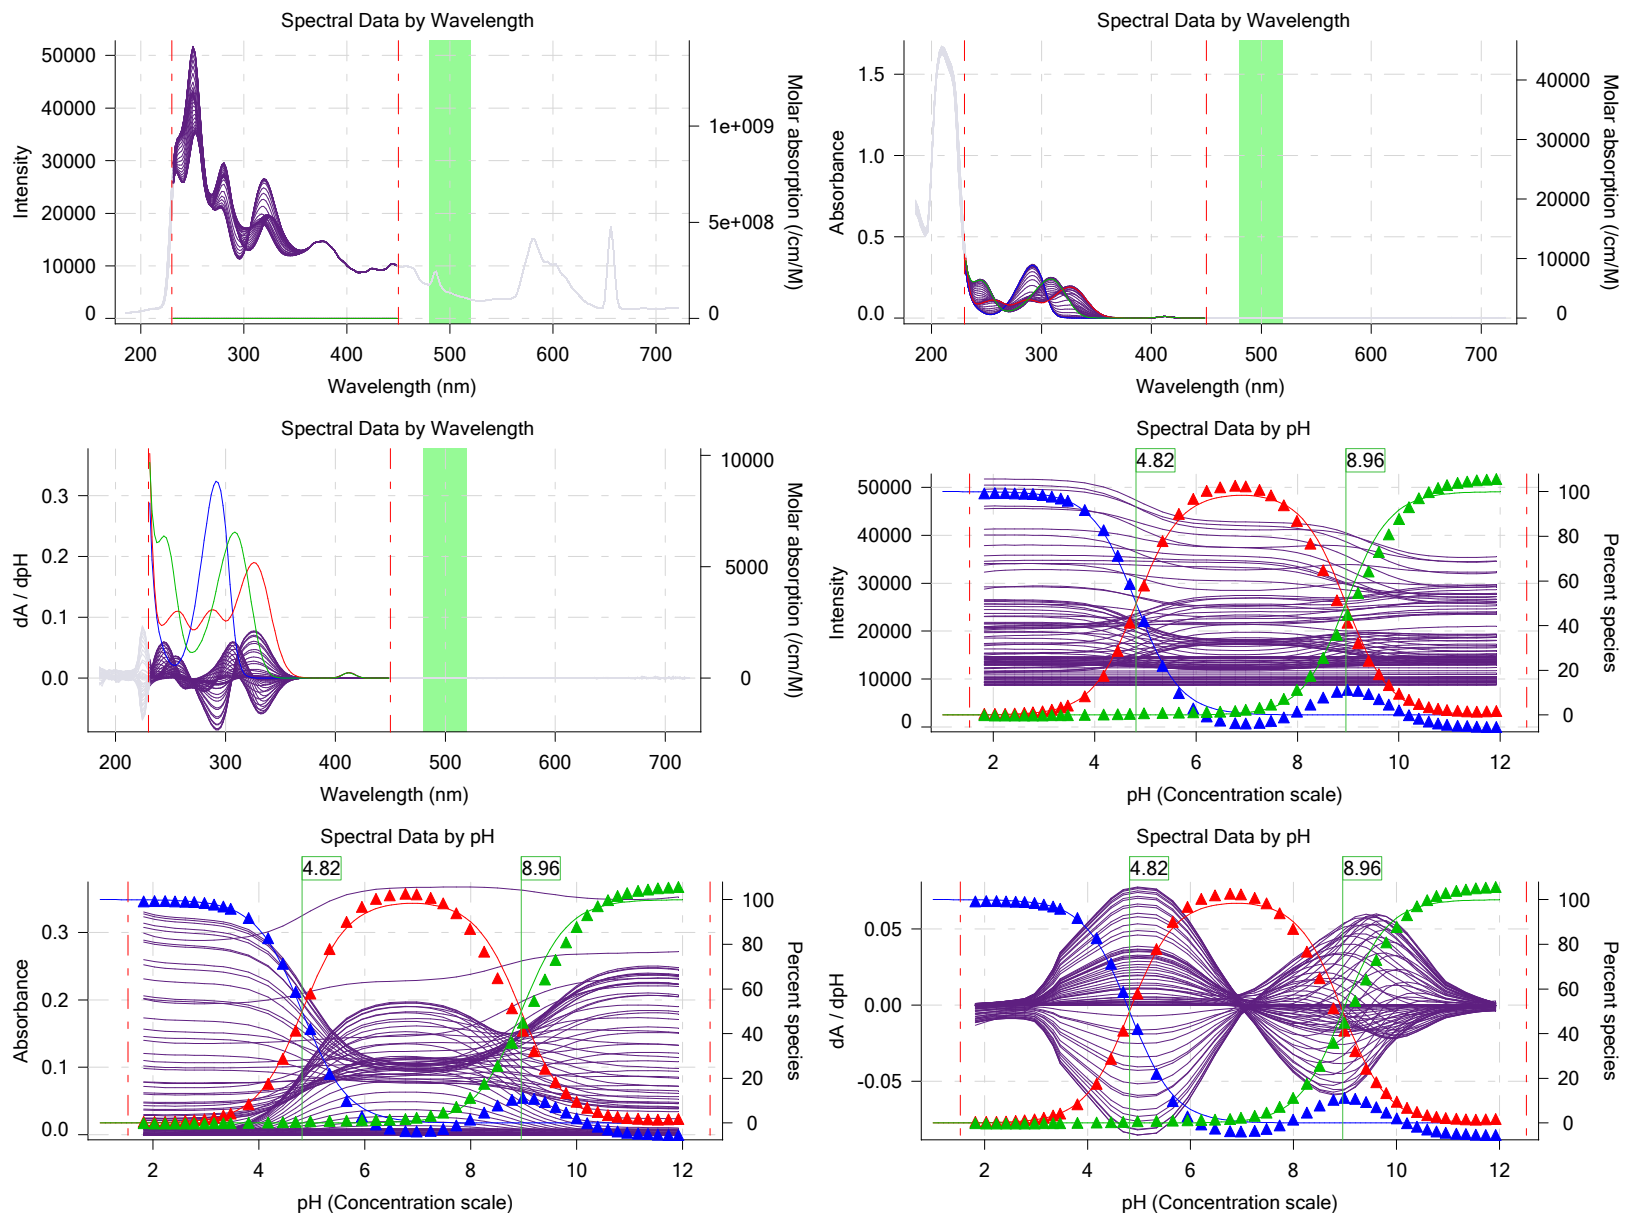 Spectral Data by Wavelength
50000
40000
30000
20000
10000
0
Intensity
1e+009
5e+008
0
Molar absorption (/cm/M)
200 300 400 500 600 700
Wavelength (nm)
Spectral Data by Wavelength
1.5
1.0
0.5
0.0
Absorbance
40000
30000
20000
10000
0
Molar absorption (/cm/M)
200 300 400 500 600 700
Wavelength (nm)
Spectral Data by Wavelength
0.3
0.2
0.1
0.0
dA / dpH
10000
5000
0
Molar absorption (/cm/M)
200 300 400 500 600 700
Wavelength (nm)
Spectral Data by pH
4.82 8.96
50000
40000
30000
20000
10000
0
Intensity
100
80
60
40
20
0
Percent species
2 4 6 8 10 12
pH (Concentration scale)
Spectral Data by pH
4.82 8.96
0.3
0.2
0.1
0.0
Absorbance
100
80
60
40
20
0
Percent species
2 4 6 8 10 12
pH (Concentration scale)
Spectral Data by pH
4.82 8.96
0.05
0.00
-0.05
dA / dpH
100
80
60
40
20
0
Percent species
2 4 6 8 10 12
pH (Concentration scale)